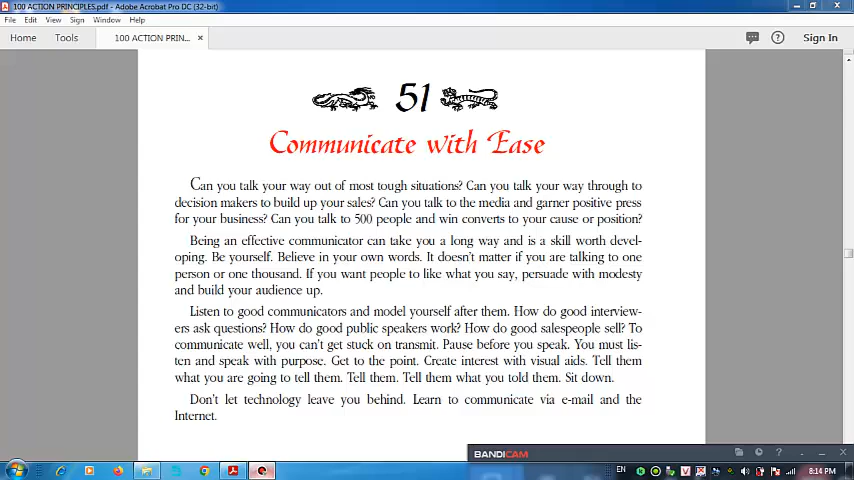 100 ACTION PRINCIPLES.pdf - Adobe Acrobat Pro DC (32-bit)
File Edit View Sign Window Help
Home Tools 100 ACTION PRIN... × Sign In
51
Communicate with Ease
Can you talk your way out of most tough situations? Can you talk your way through to
decision makers to build up your sales? Can you talk to the media and garner positive press
for your business? Can you talk to 500 people and win converts to your cause or position?
Being an effective communicator can take you a long way and is a skill worth devel-
oping. Be yourself. Believe in your own words. It doesn't matter if you are talking to one
person or one thousand. If you want people to like what you say, persuade with modesty
and build your audience up.
Listen to good communicators and model yourself after them. How do good interview-
ers ask questions? How do good public speakers work? How do good salespeople sell? To
communicate well, you can't get stuck on transmit. Pause before you speak. You must lis-
ten and speak with purpose. Get to the point. Create interest with visual aids. Tell them
what you are going to tell them. Tell them. Tell them what you told them. Sit down.
Don't let technology leave you behind. Learn to communicate via e-mail and the
Internet.
BANDICAM
EN 8:14 PM